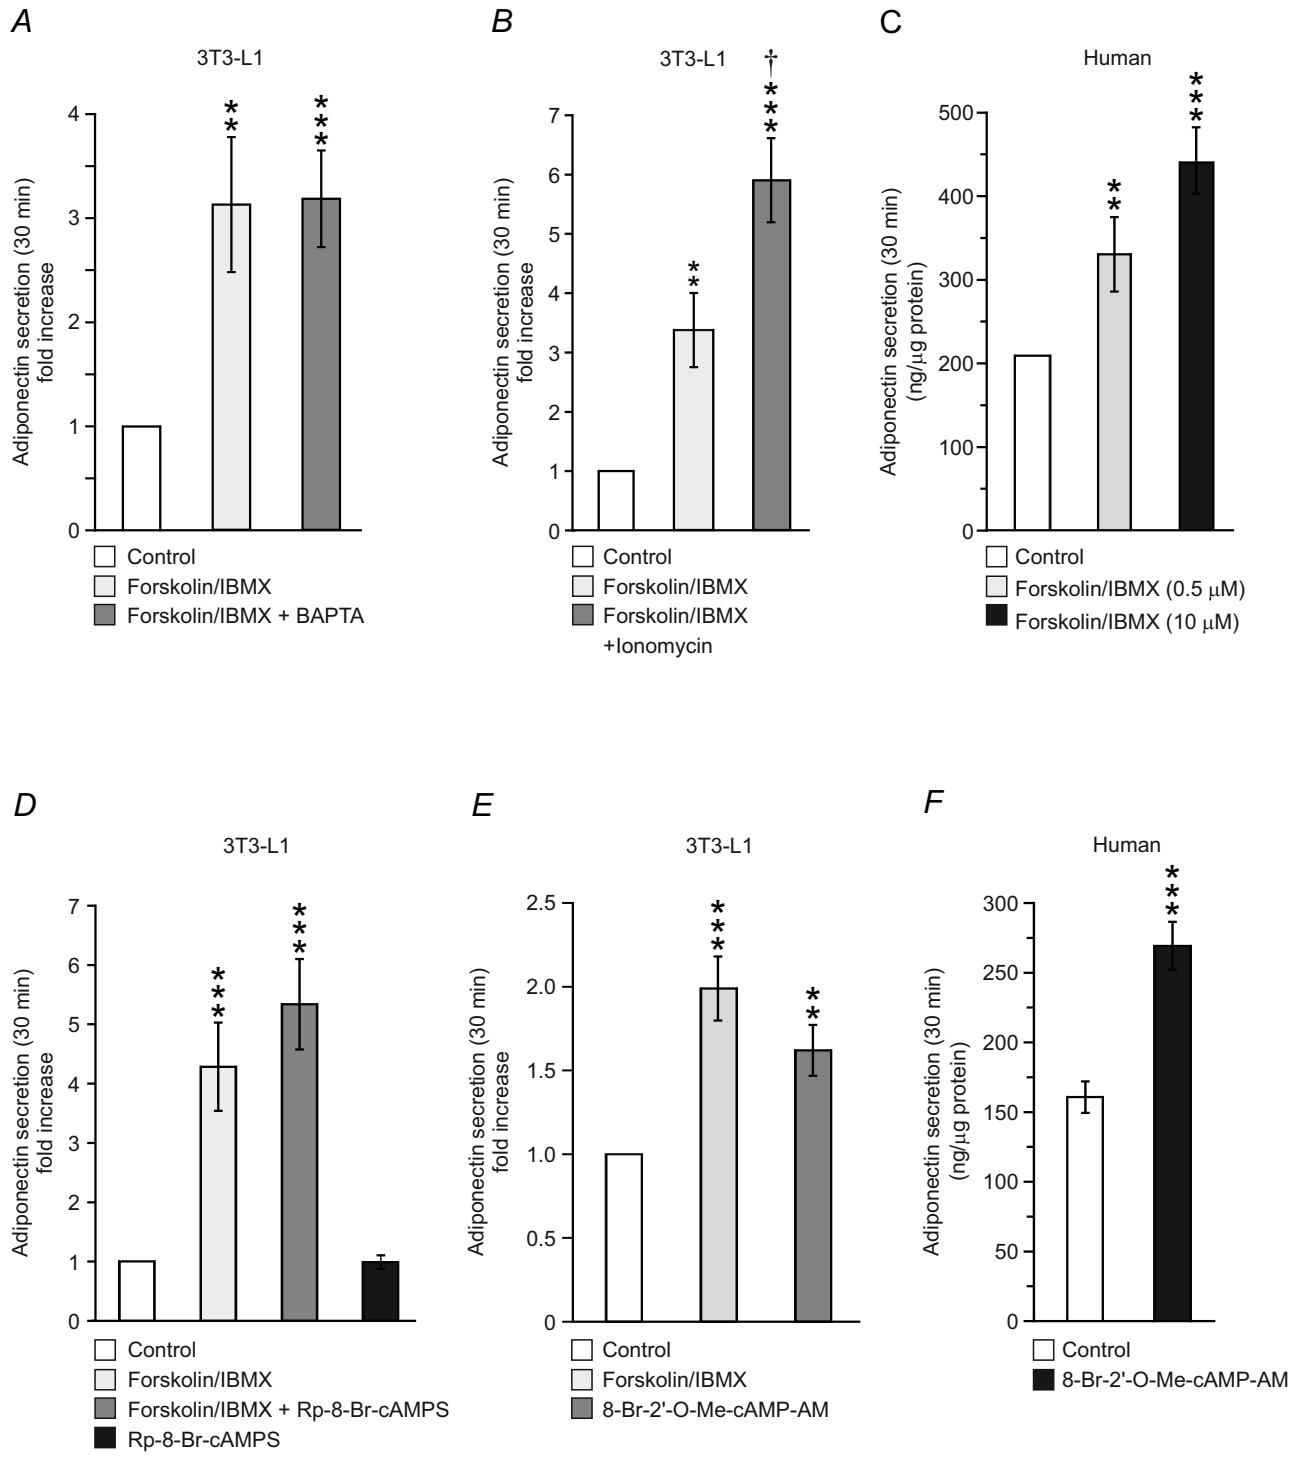 A
3T3-L1
Adiponectin secretion (30 min)
fold increase
4
3
2
1
0
**
***
Control
Forskolin/IBMX
Forskolin/IBMX + BAPTA
B
3T3-L1
Adiponectin secretion (30 min)
fold increase
7
6
5
4
3
2
1
0
**
†
***
Control
Forskolin/IBMX
Forskolin/IBMX
+Ionomycin
C
Human
Adiponectin secretion (30 min)
(ng/μg protein)
500
400
300
200
100
0
**
***
Control
Forskolin/IBMX (0.5 μM)
Forskolin/IBMX (10 μM)
D
3T3-L1
Adiponectin secretion (30 min)
fold increase
7
6
5
4
3
2
1
0
***
***
Control
Forskolin/IBMX
Forskolin/IBMX + Rp-8-Br-cAMPS
Rp-8-Br-cAMPS
E
3T3-L1
Adiponectin secretion (30 min)
fold increase
2.5
2.0
1.5
1.0
0.5
0
***
**
Control
Forskolin/IBMX
8-Br-2'-O-Me-cAMP-AM
F
Human
Adiponectin secretion (30 min)
(ng/μg protein)
300
250
200
150
100
50
0
***
Control
8-Br-2'-O-Me-cAMP-AM